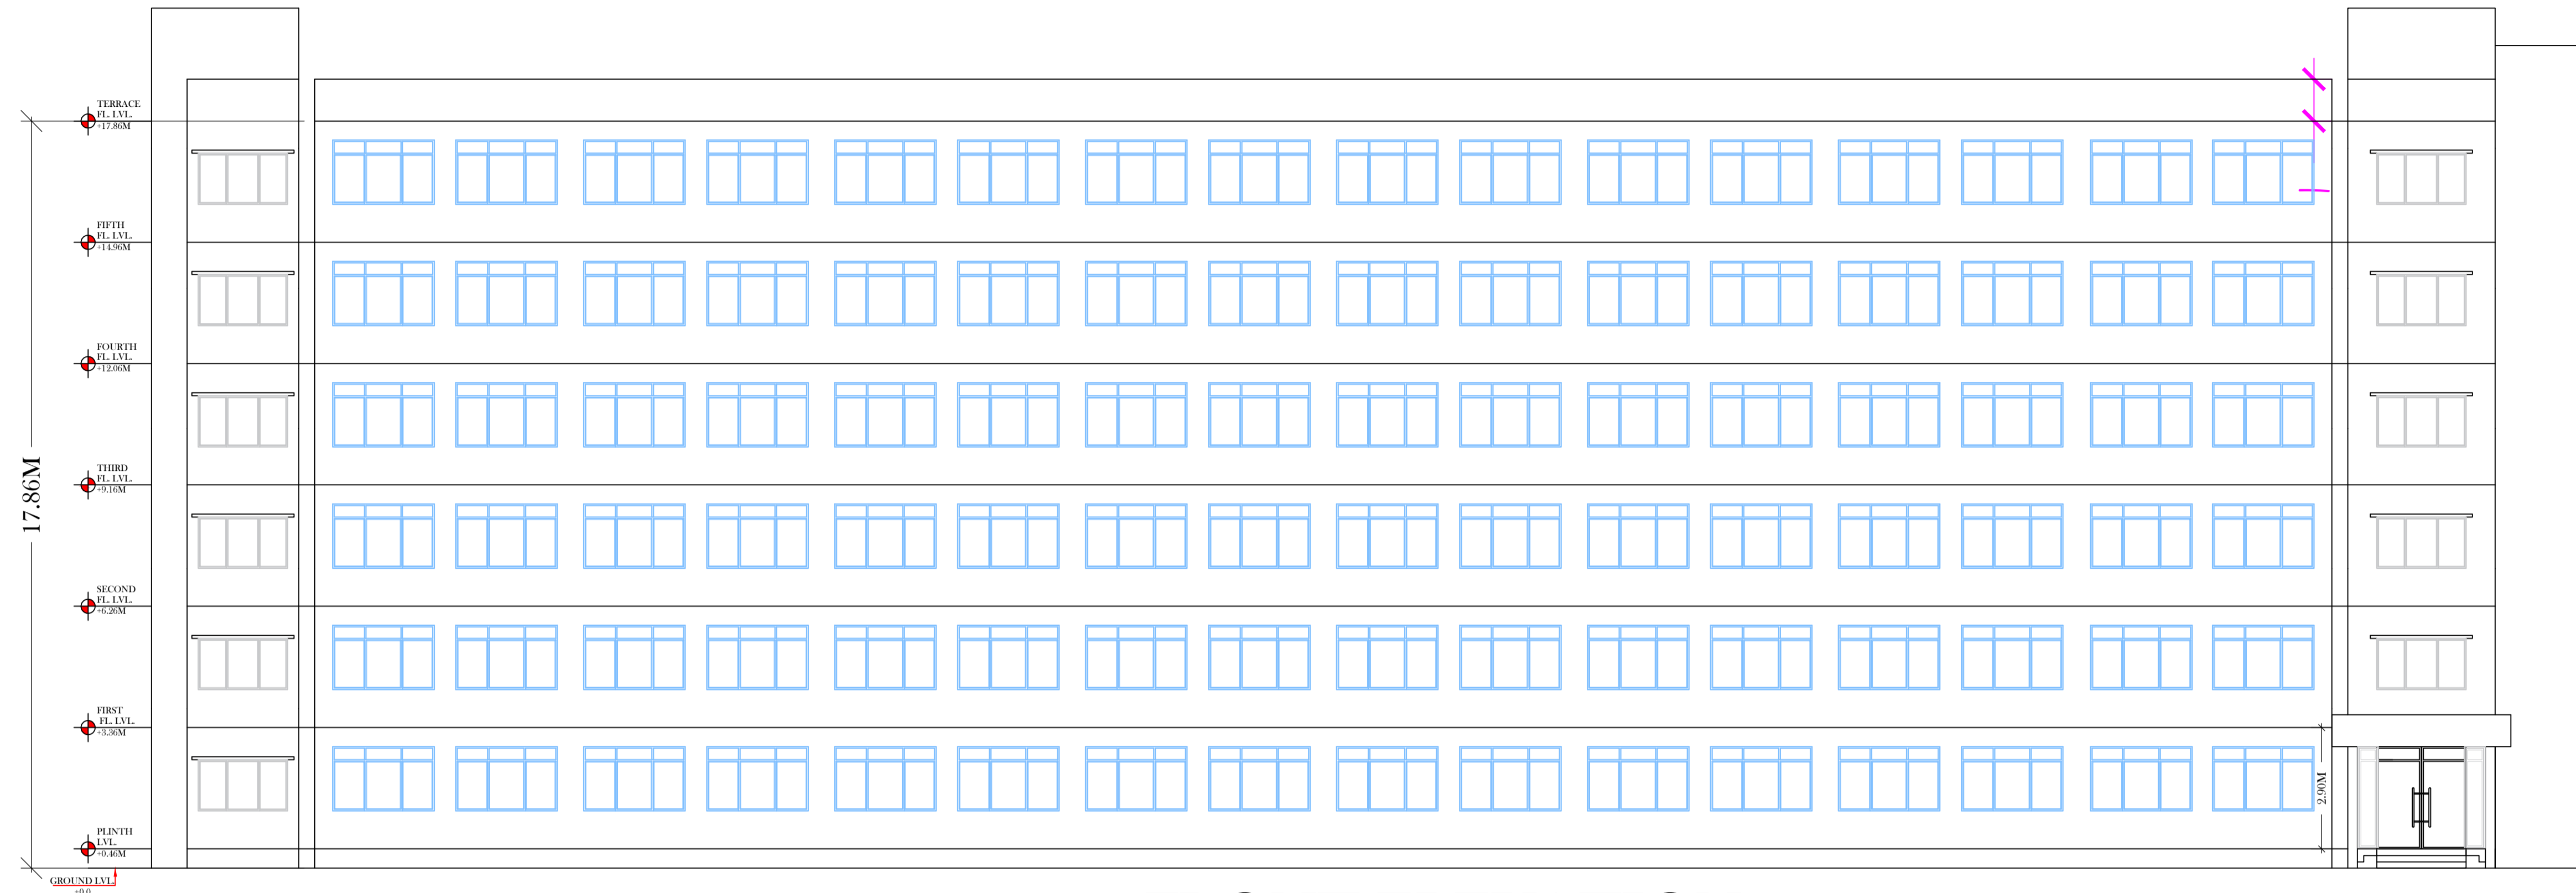 TERRACE
FL. LVL.
+17.86M
FIFTH
FL. LVL.
+14.96M
FOURTH
FL. LVL.
+12.06M
THIRD
FL. LVL.
+9.16M
17.86M
SECOND
FL. LVL.
+6.26M
FIRST
FL. LVL.
+3.36M
2.90M
PLINTH
LVL.
+0.46M
GROUND LVL.
+0.0